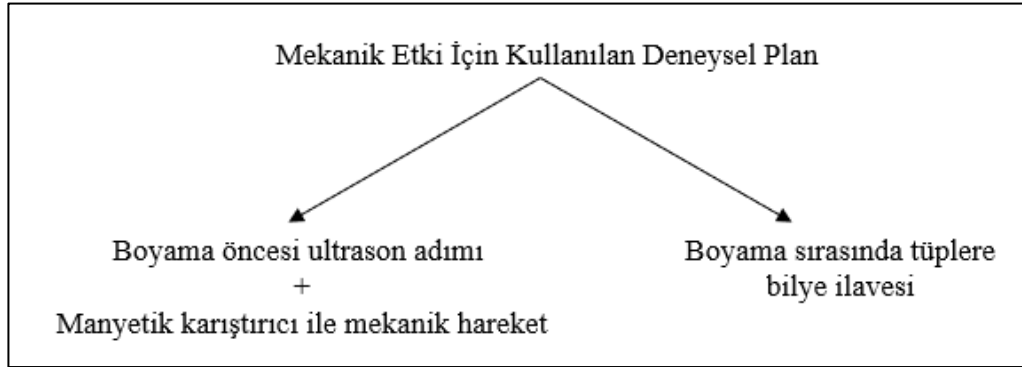 Mekanik Etki İçin Kullanılan Deneysel Plan
Boyama öncesi ultrason adımı
+
Manyetik karıştırıcı ile mekanik hareket
Boyama sırasında tüplere
bilye ilavesi